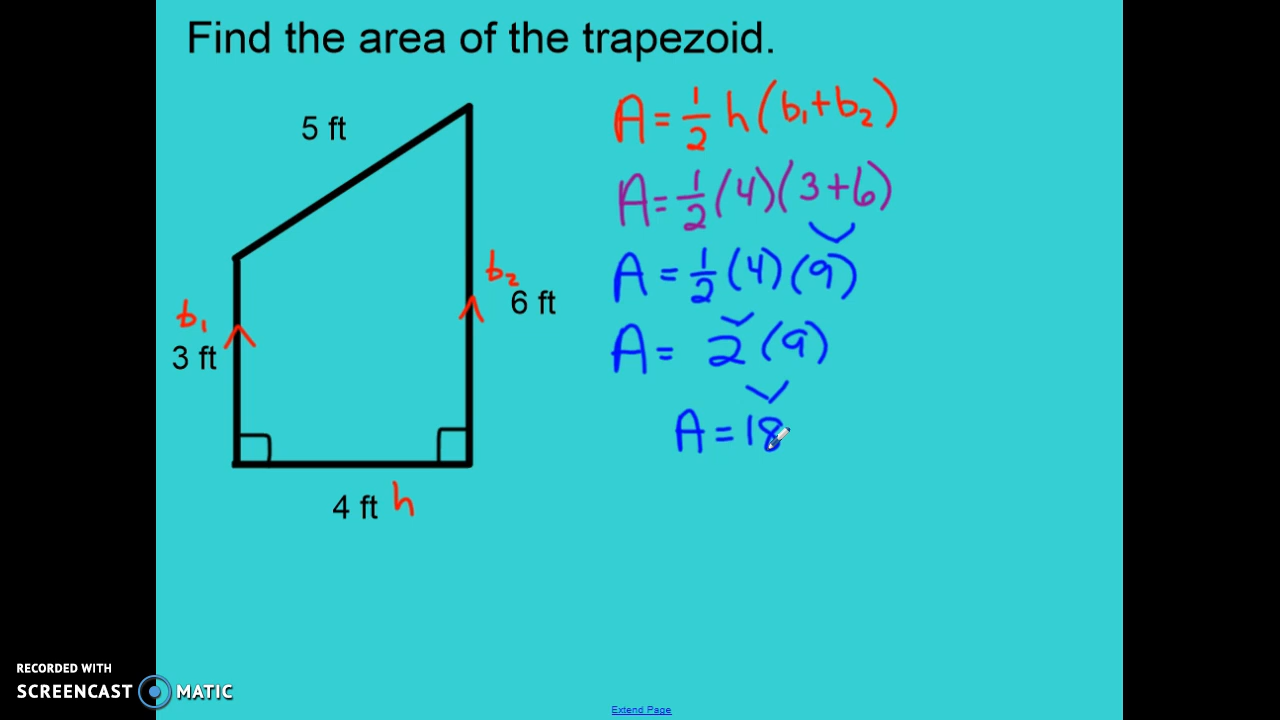 Find the area of the trapezoid.
5 ft
A = 1/2 h(b₁+b₂)
A = 1/2 (4)(3+6)
A = 1/2 (4)(9)
b₂
6 ft
b₁
3 ft
A = 2 (9)
A = 18
4 ft h
RECORDED WITH
SCREENCAST MATIC
Extend Page